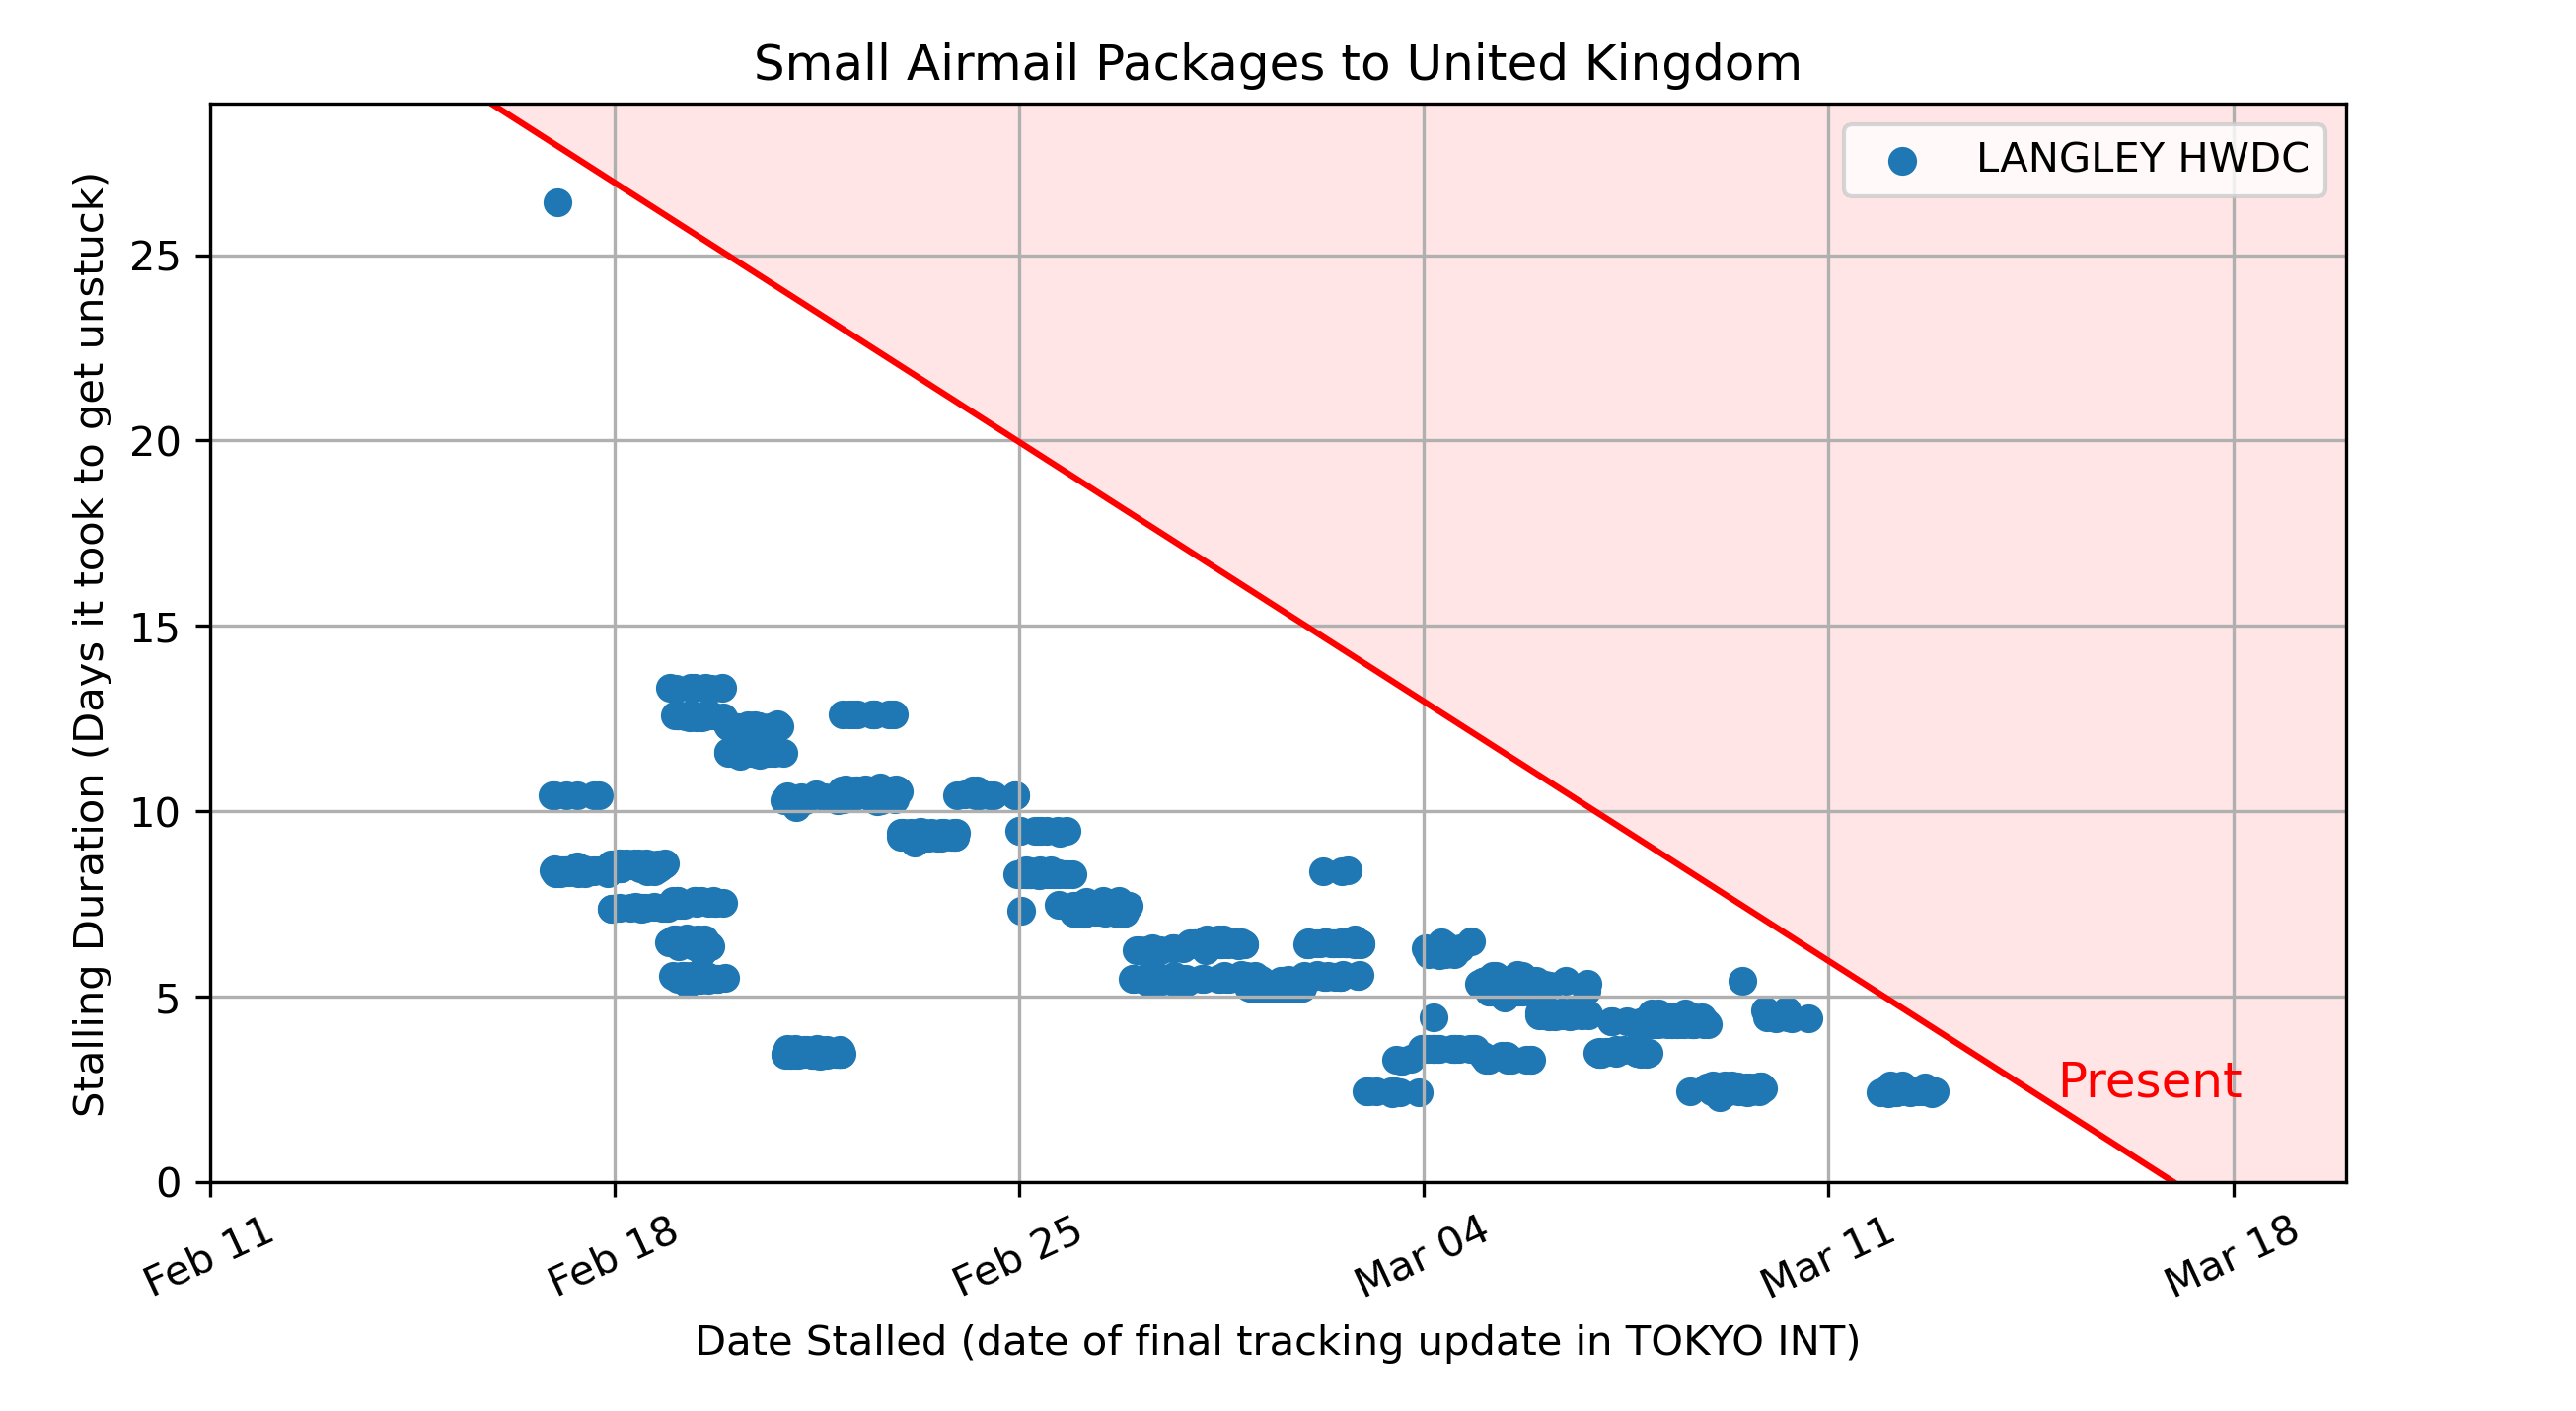 Small Airmail Packages to United Kingdom
LANGLEY HWDC
Stalling Duration (Days it took to get unstuck)
25
20
15
10
5
0
Present
Feb 11
Feb 18
Feb 25
Mar 04
Mar 11
Mar 18
Date Stalled (date of final tracking update in TOKYO INT)